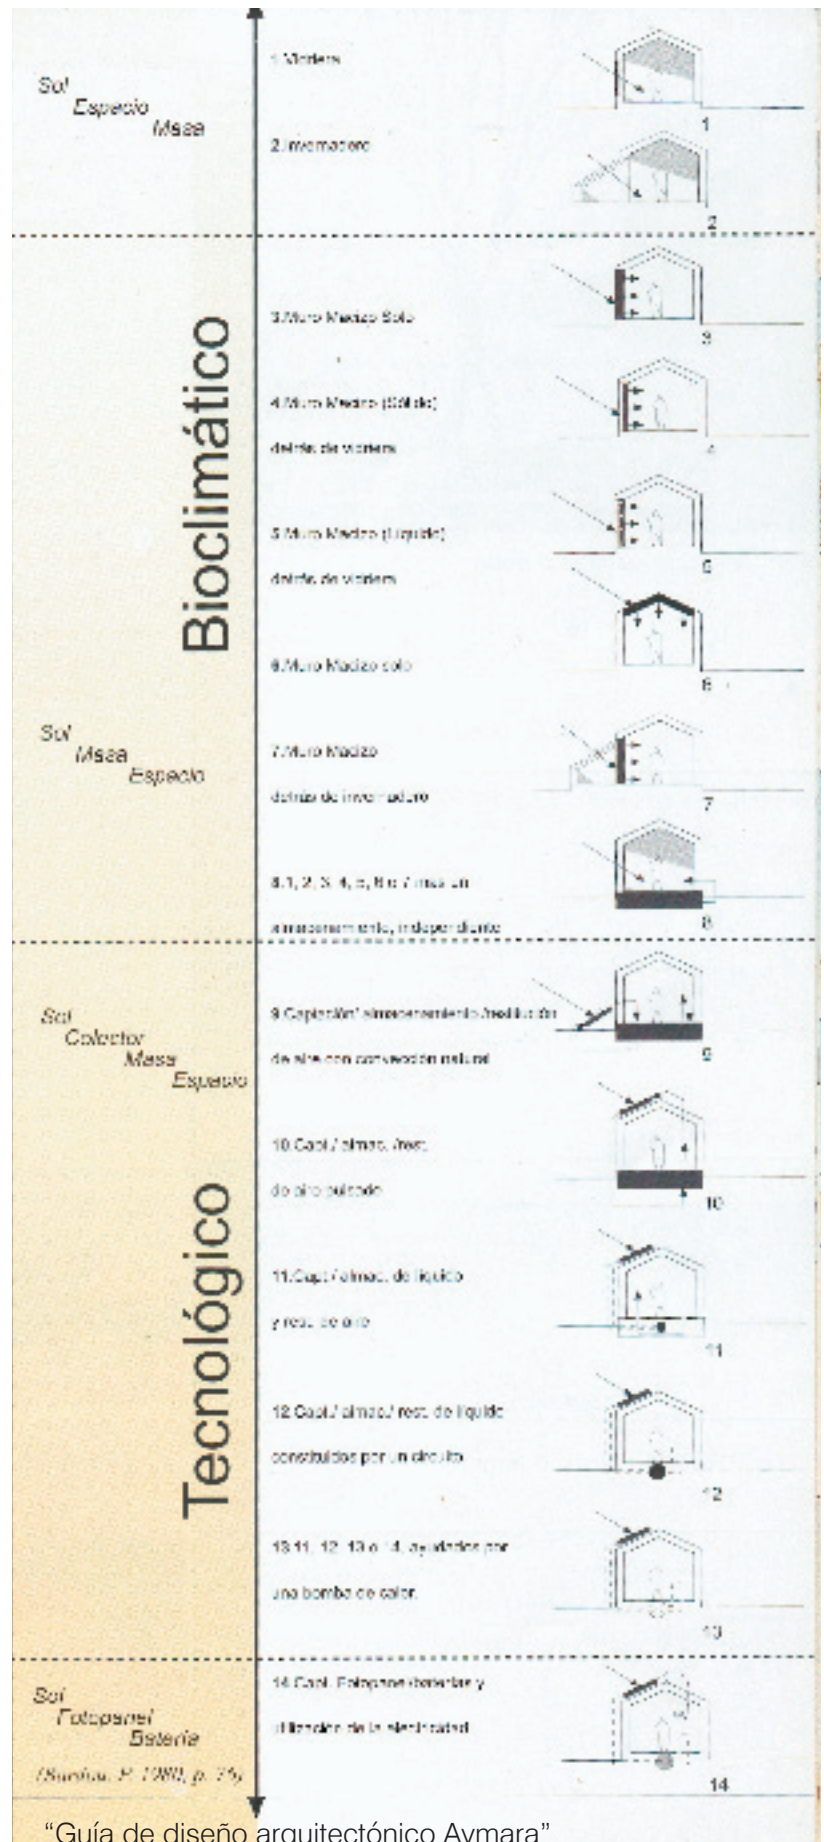 1.Vidriera
1
Sol
Espacio
Masa
2.Invernadero
2
3.Muro Macizo Solo
3
4.Muro Macizo (Sólido)
detrás de vidriera
4
5.Muro Macizo (Líquido)
detrás de vidriera
5
Bioclimático
6.Muro Macizo solo
6
Sol
Masa
Espacio
7.Muro Macizo
detrás de invernadero
7
8.1, 2, 3, 4, 5, 6 o 7 mas un
almacenamiento, independiente
8
Sol
Colector
Masa
Espacio
9.Captación/ almacenamiento /restitución
de aire con convección natural
9
10.Capt./ almac. /rest.
de aire pulsado
10
Tecnológico
11.Capt./ almac. de líquido
y rest. de aire
11
12.Capt./ almac./ rest. de líquido
constituidos por un circuito
12
13.11, 12, 13 o 14, ayudados por
una bomba de calor.
13
Sol
Fotopanel
Batería
14.Capt. Fotopanel/baterías y
utilización de la electricidad
P. 1980, p. 75)
14
“Guía de diseño arquitectónico Aymara”